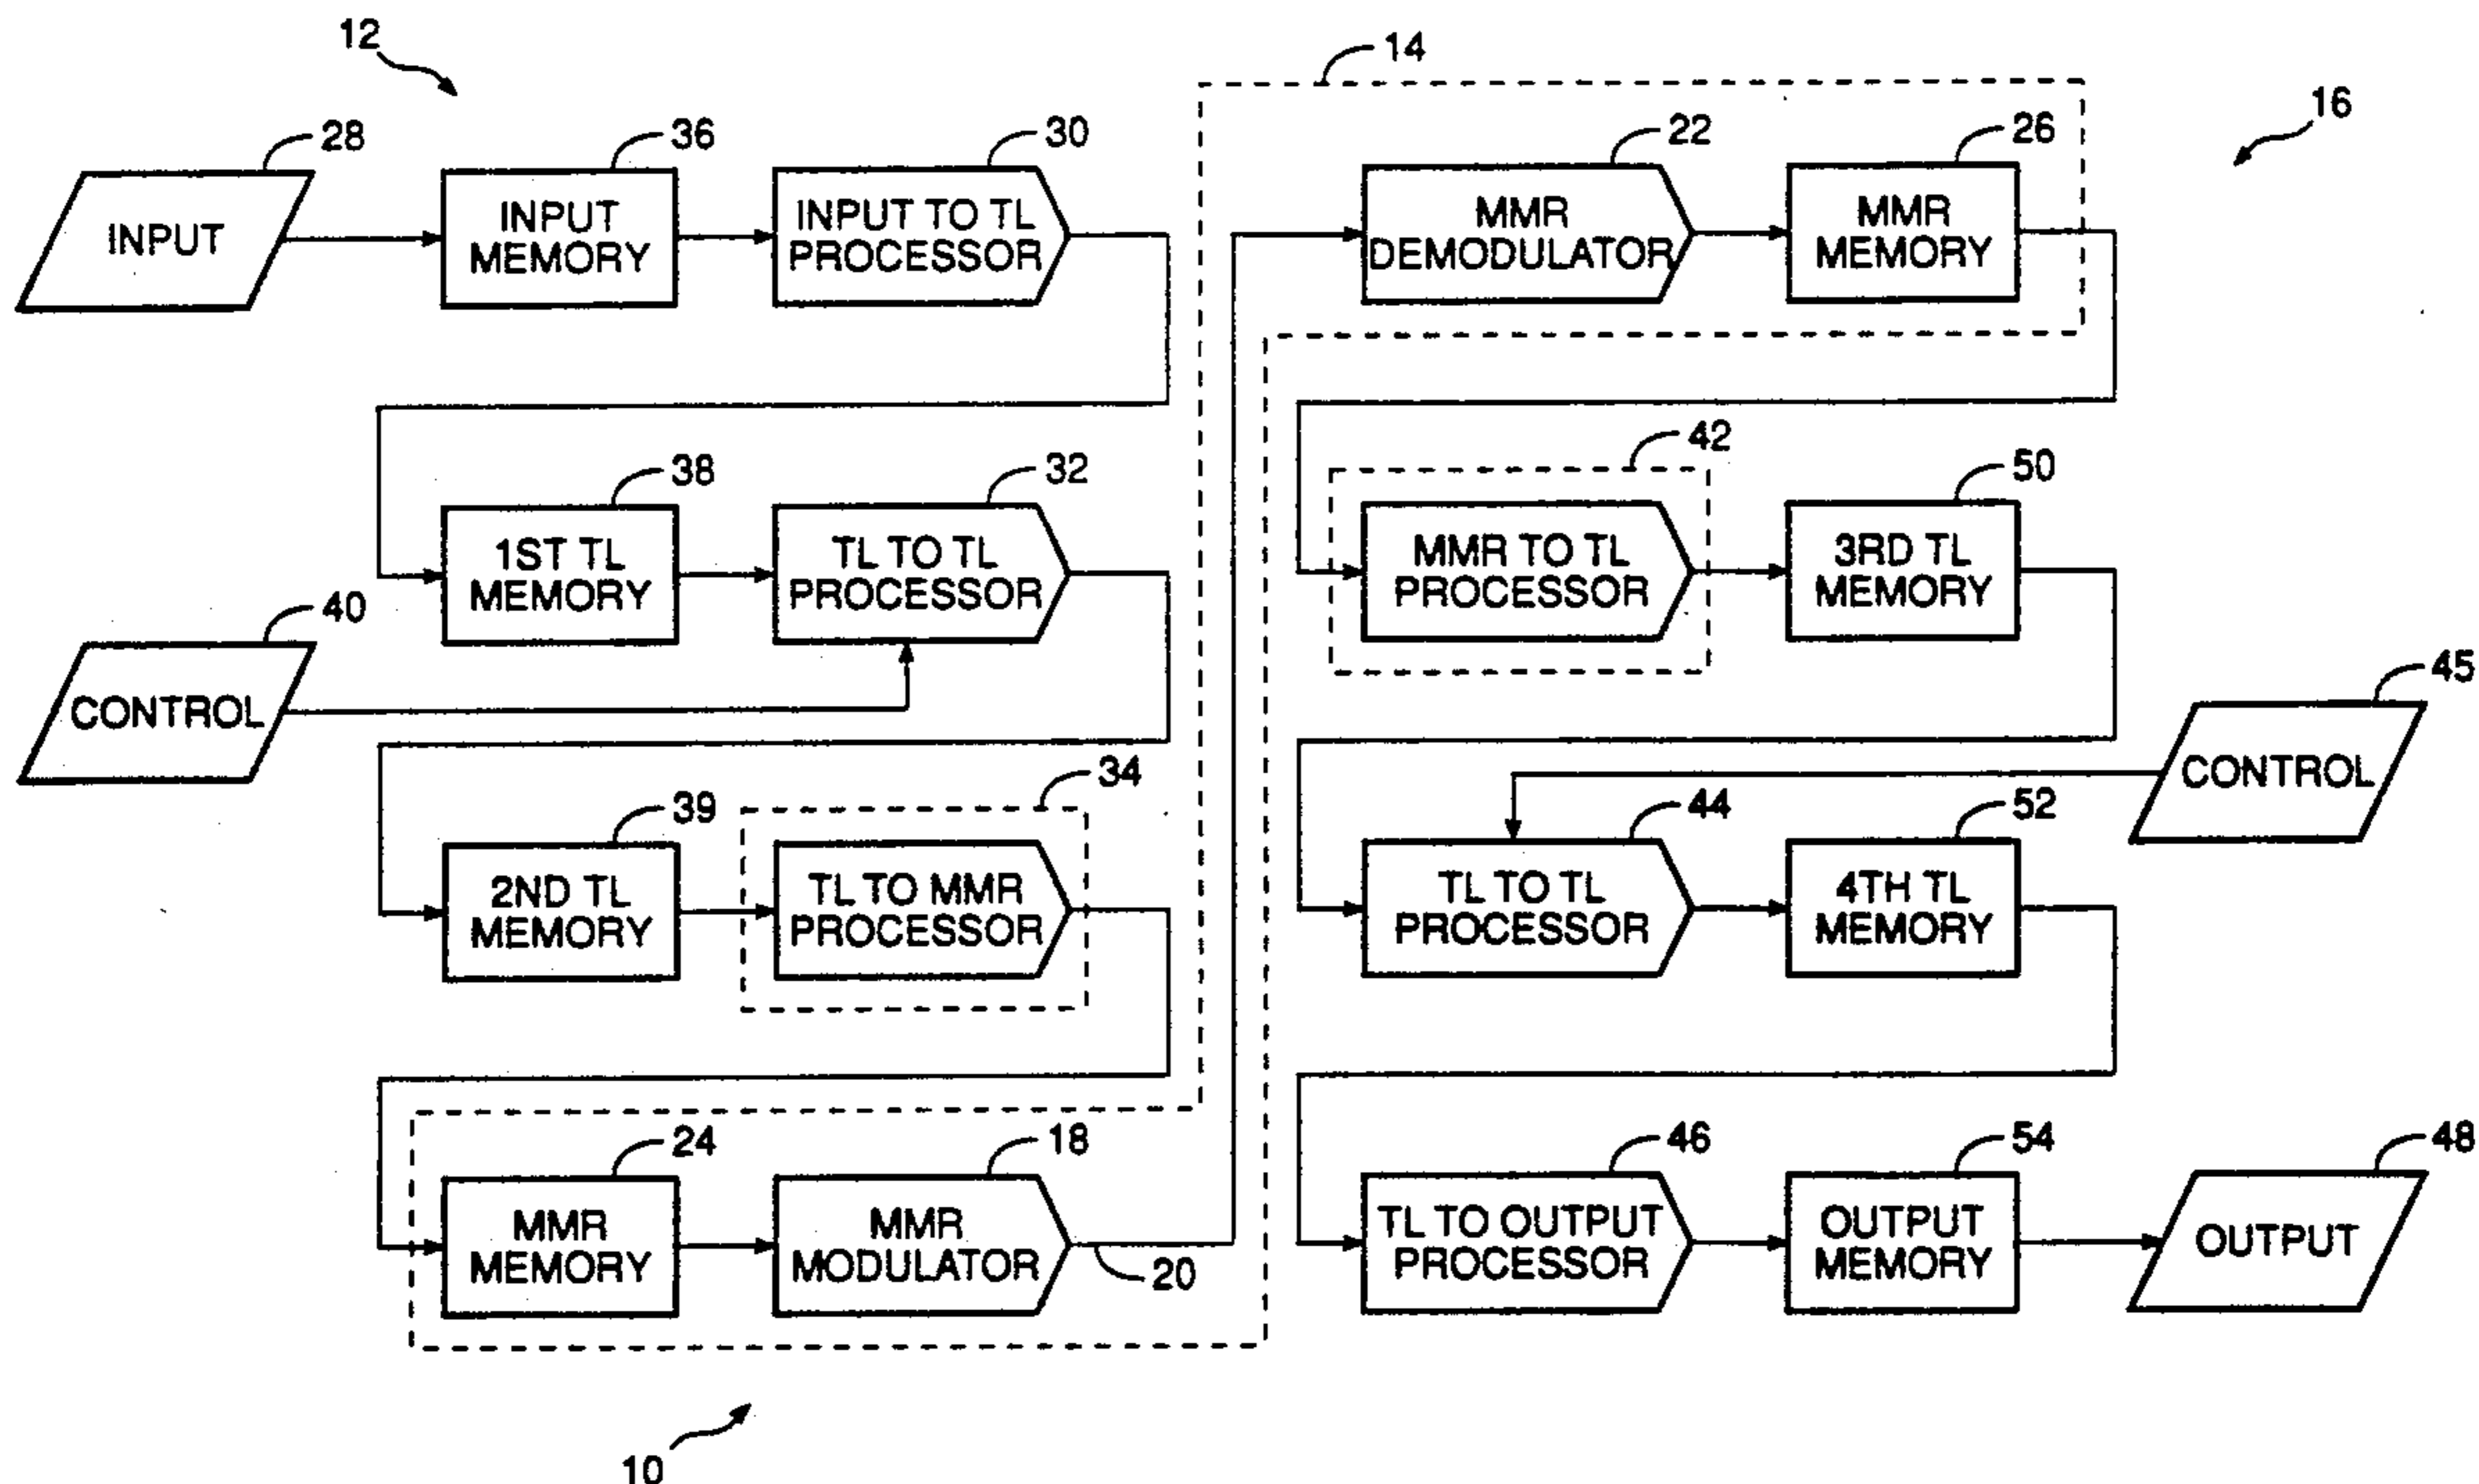 12
14
16
28
36
30
22
26
INPUT
INPUT
MEMORY
INPUT TO TL
PROCESSOR
MMR
DEMODULATOR
MMR
MEMORY
38
32
42
50
1ST TL
MEMORY
TL TO TL
PROCESSOR
MMR TO TL
PROCESSOR
3RD TL
MEMORY
40
CONTROL
45
CONTROL
39
34
44
52
2ND TL
MEMORY
TL TO MMR
PROCESSOR
TL TO TL
PROCESSOR
4TH TL
MEMORY
24
18
46
54
48
MMR
MEMORY
MMR
MODULATOR
20
TL TO OUTPUT
PROCESSOR
OUTPUT
MEMORY
OUTPUT
10